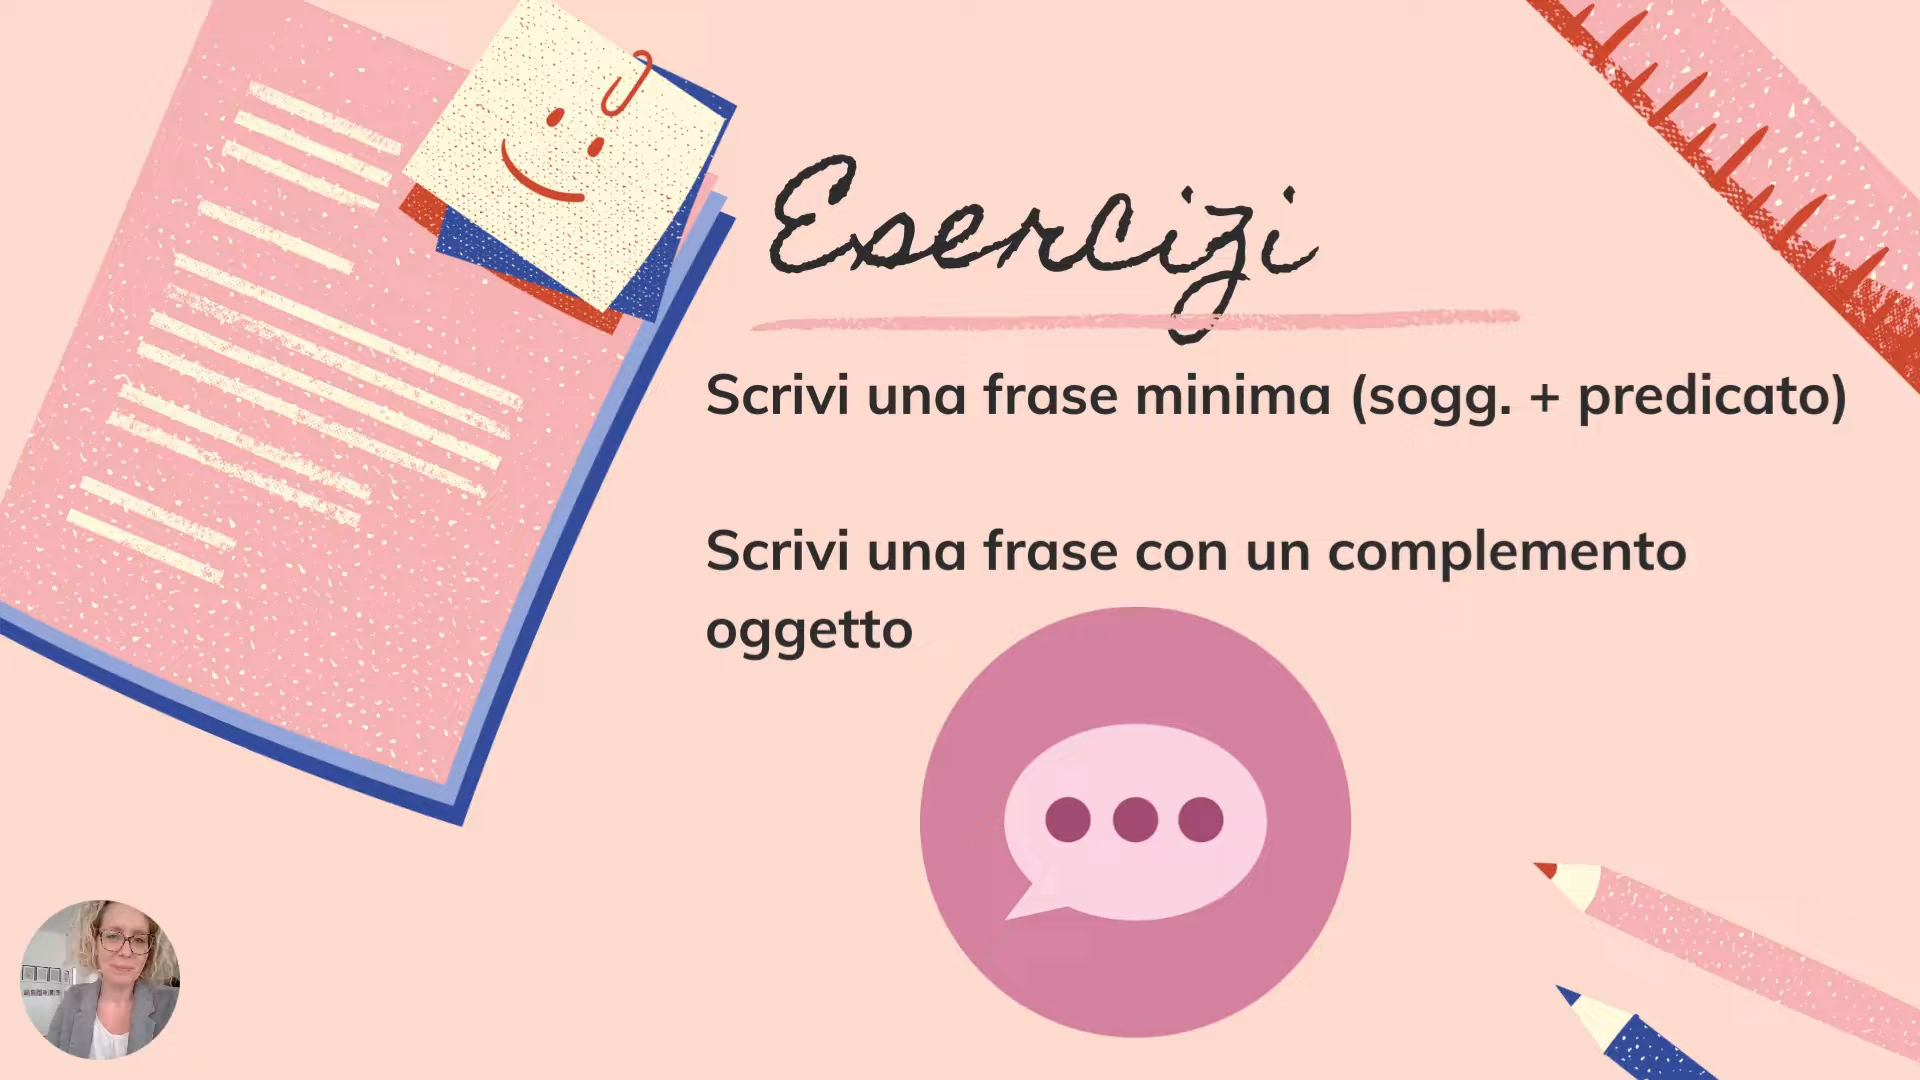 Esercizi
Scrivi una frase minima (sogg. + predicato)
Scrivi una frase con un complemento
oggetto